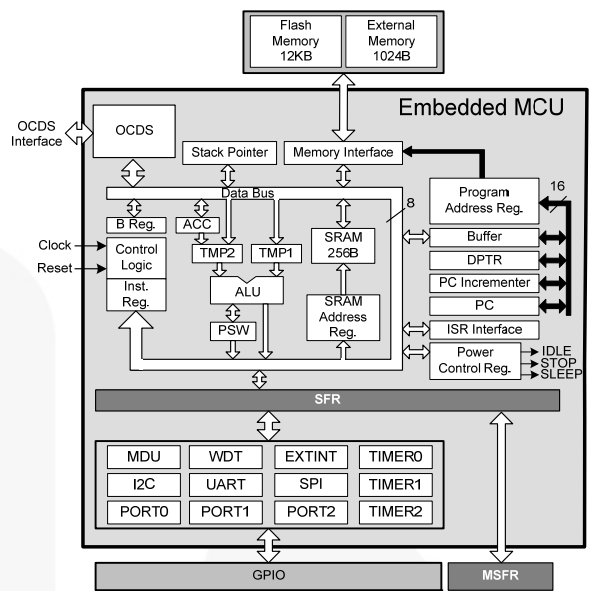 Flash
Memory
12KB
External
Memory
1024B
Embedded MCU
OCDS
Interface
OCDS
Stack Pointer
Memory Interface
Data Bus
8
16
Program
Address Reg.
B Reg.
ACC
Buffer
Clock
Control
Logic
TMP2
TMP1
SRAM
256B
DPTR
Reset
PC Incrementer
Inst.
Reg.
ALU
SRAM
Address
Reg.
PC
PSW
ISR Interface
Power
Control Reg.
IDLE
STOP
SLEEP
SFR
MDU
WDT
EXTINT
TIMER0
I2C
UART
SPI
TIMER1
PORT0
PORT1
PORT2
TIMER2
GPIO
MSFR